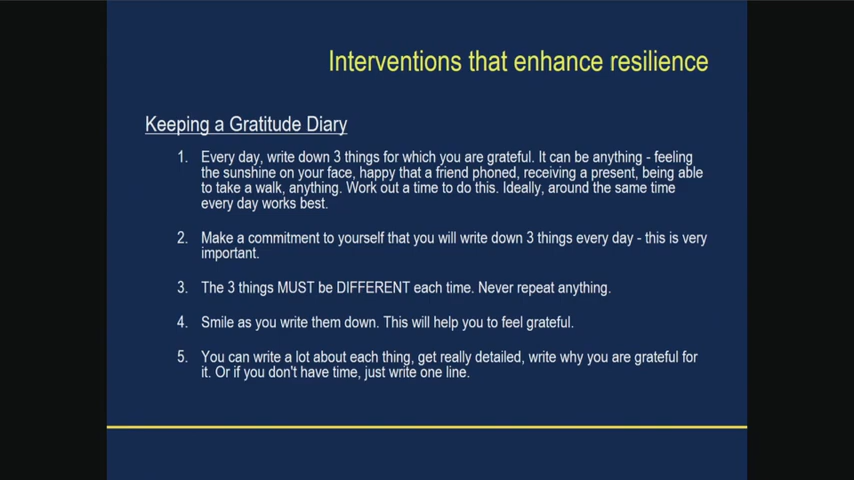 Interventions that enhance resilience
Keeping a Gratitude Diary
1. Every day, write down 3 things for which you are grateful. It can be anything - feeling
the sunshine on your face, happy that a friend phoned, receiving a present, being able
to take a walk, anything. Work out a time to do this. Ideally, around the same time
every day works best.
2. Make a commitment to yourself that you will write down 3 things every day - this is very
important.
3. The 3 things MUST be DIFFERENT each time. Never repeat anything.
4. Smile as you write them down. This will help you to feel grateful.
5. You can write a lot about each thing, get really detailed, write why you are grateful for
it. Or if you don't have time, just write one line.